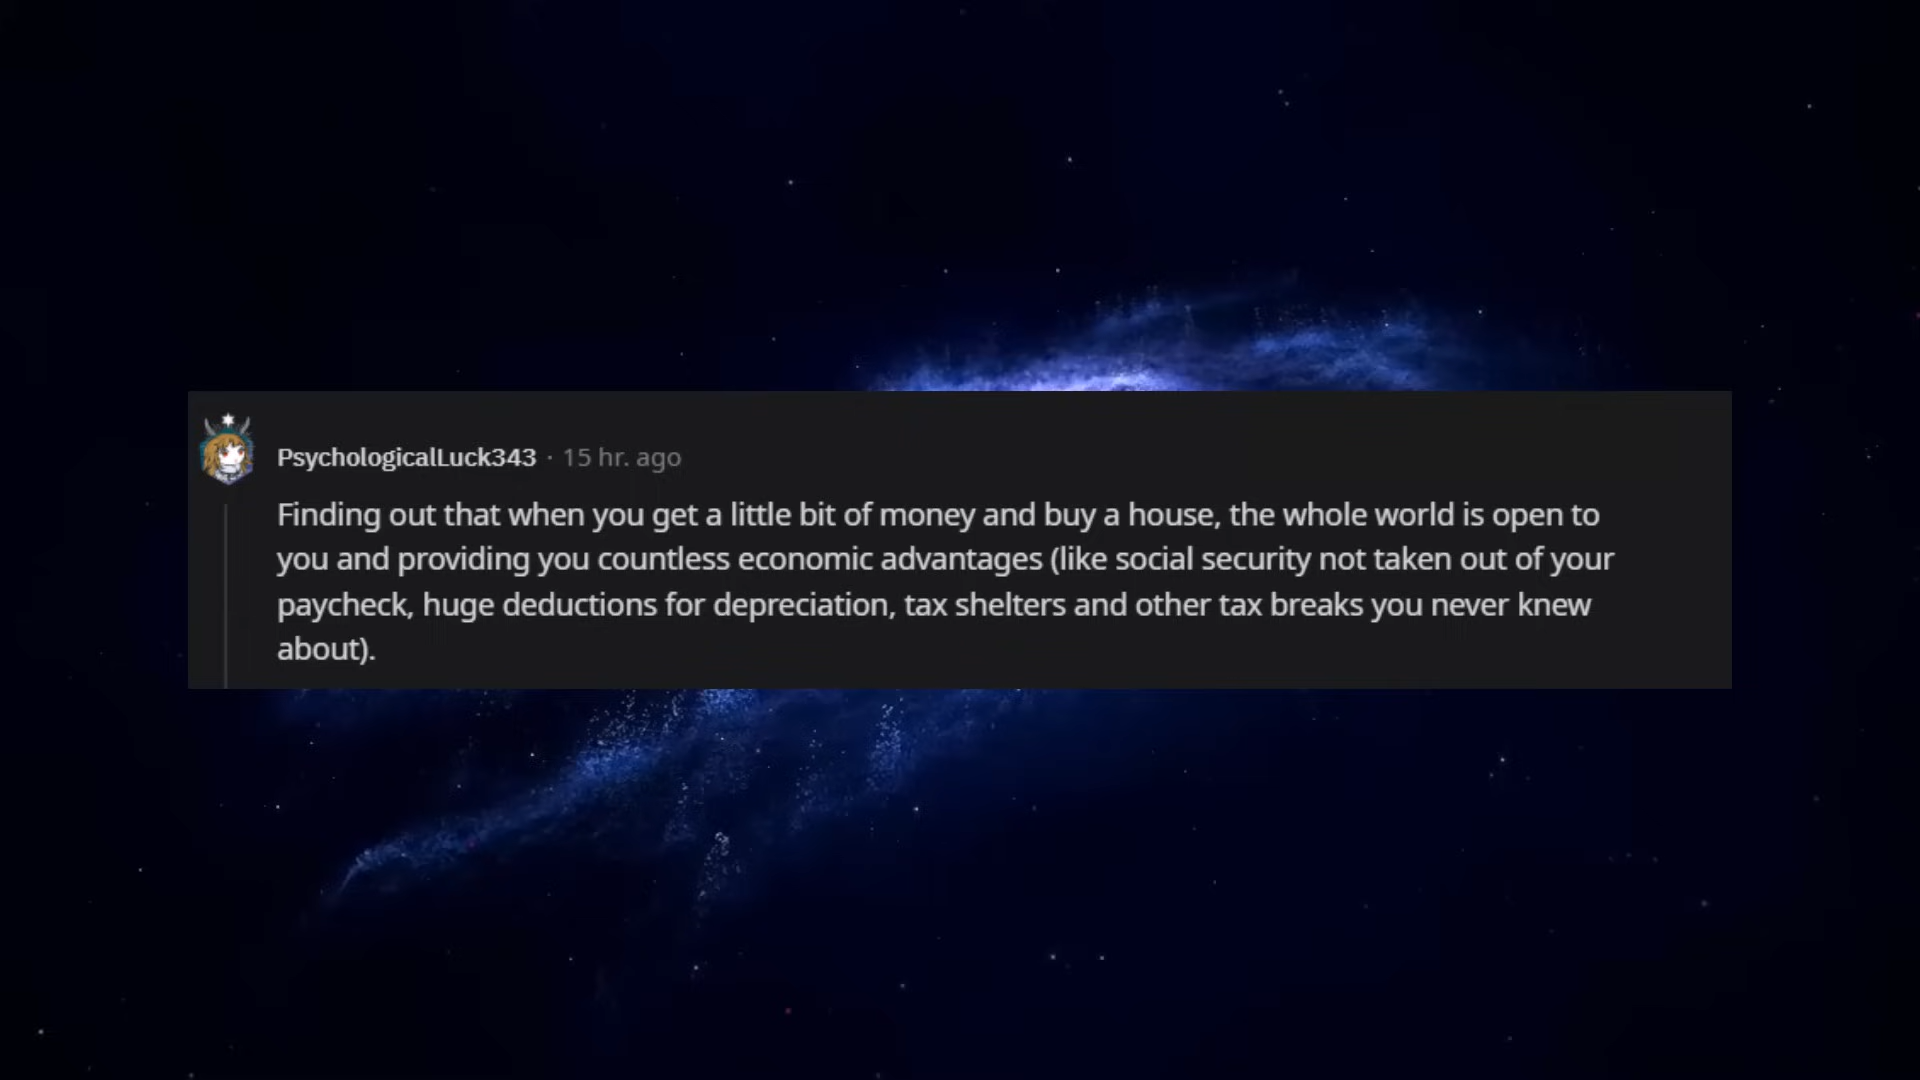 PsychologicalLuck343 · 15 hr. ago
Finding out that when you get a little bit of money and buy a house, the whole world is open to
you and providing you countless economic advantages (like social security not taken out of your
paycheck, huge deductions for depreciation, tax shelters and other tax breaks you never knew
about).